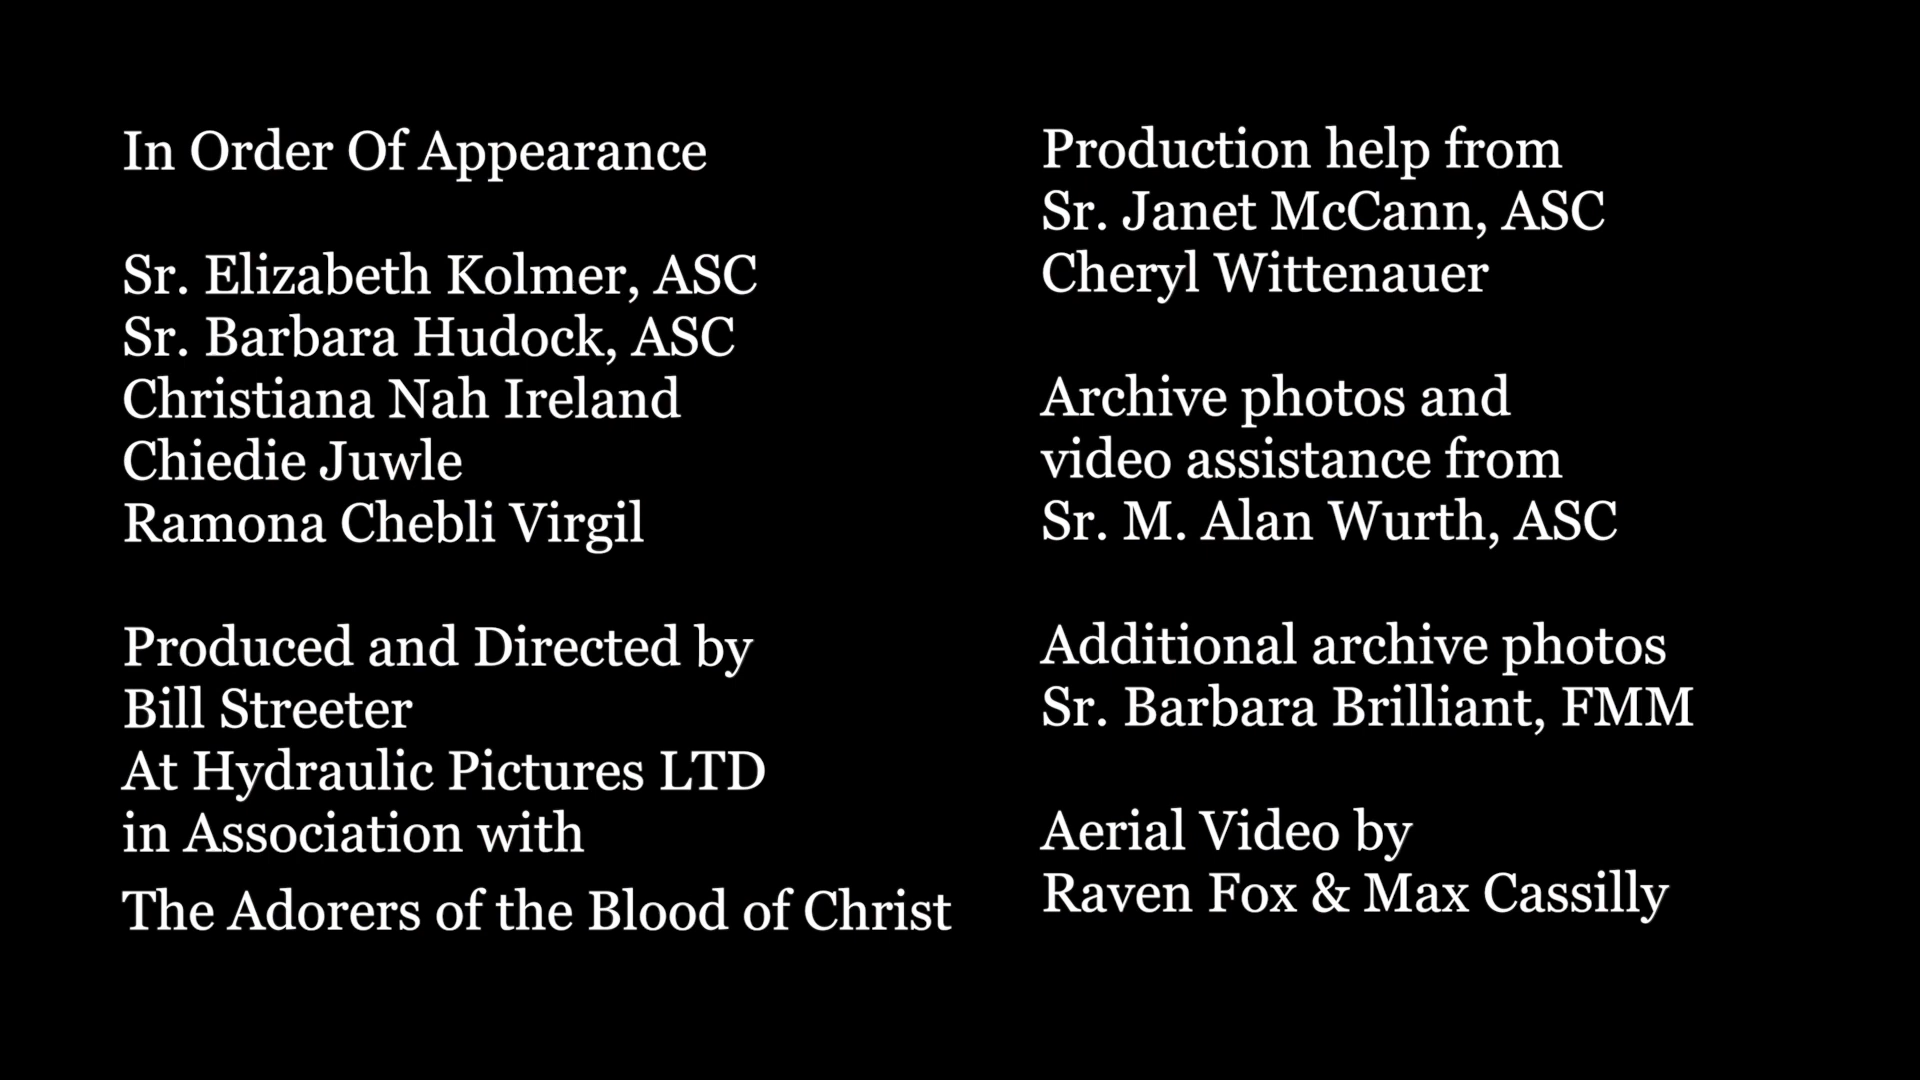 In Order Of Appearance
Sr. Elizabeth Kolmer, ASC
Sr. Barbara Hudock, ASC
Christiana Nah Ireland
Chiedie Juwle
Ramona Chebli Virgil
Produced and Directed by
Bill Streeter
At Hydraulic Pictures LTD
in Association with
The Adorers of the Blood of Christ
Production help from
Sr. Janet McCann, ASC
Cheryl Wittenauer
Archive photos and
video assistance from
Sr. M. Alan Wurth, ASC
Additional archive photos
Sr. Barbara Brilliant, FMM
Aerial Video by
Raven Fox & Max Cassilly